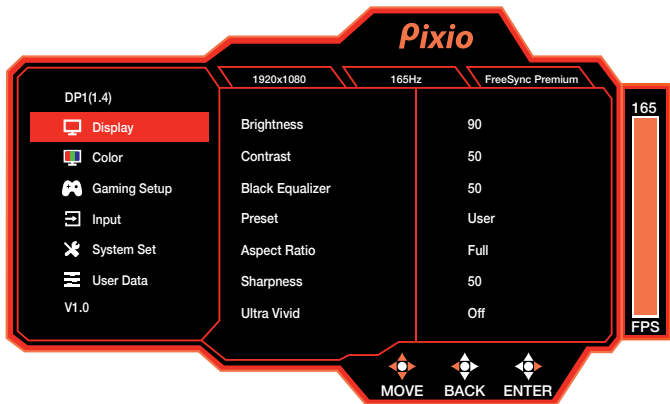 Pixio
1920x1080 165Hz FreeSync Premium
DP1(1.4)
Display
Color
Gaming Setup
Input
System Set
User Data
V1.0
Brightness 90
Contrast 50
Black Equalizer 50
Preset User
Aspect Ratio Full
Sharpness 50
Ultra Vivid Off
165
FPS
MOVE BACK ENTER